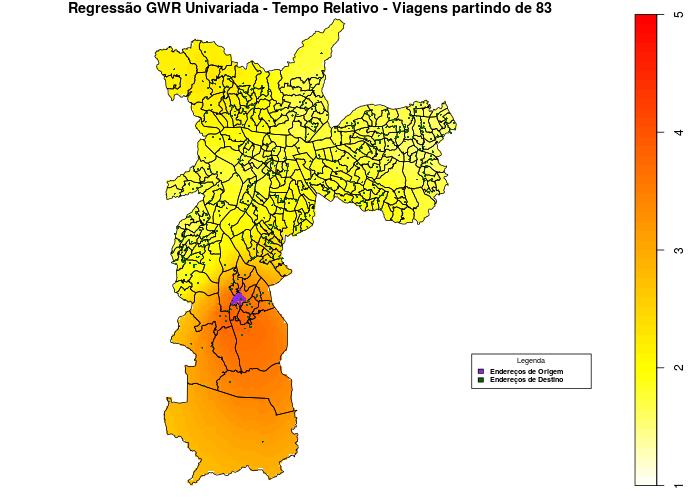 Regressão GWR Univariada - Tempo Relativo - Viagens partindo de 83
5
4
3
2
1
Legenda
Endereços de Origem
Endereços de Destino